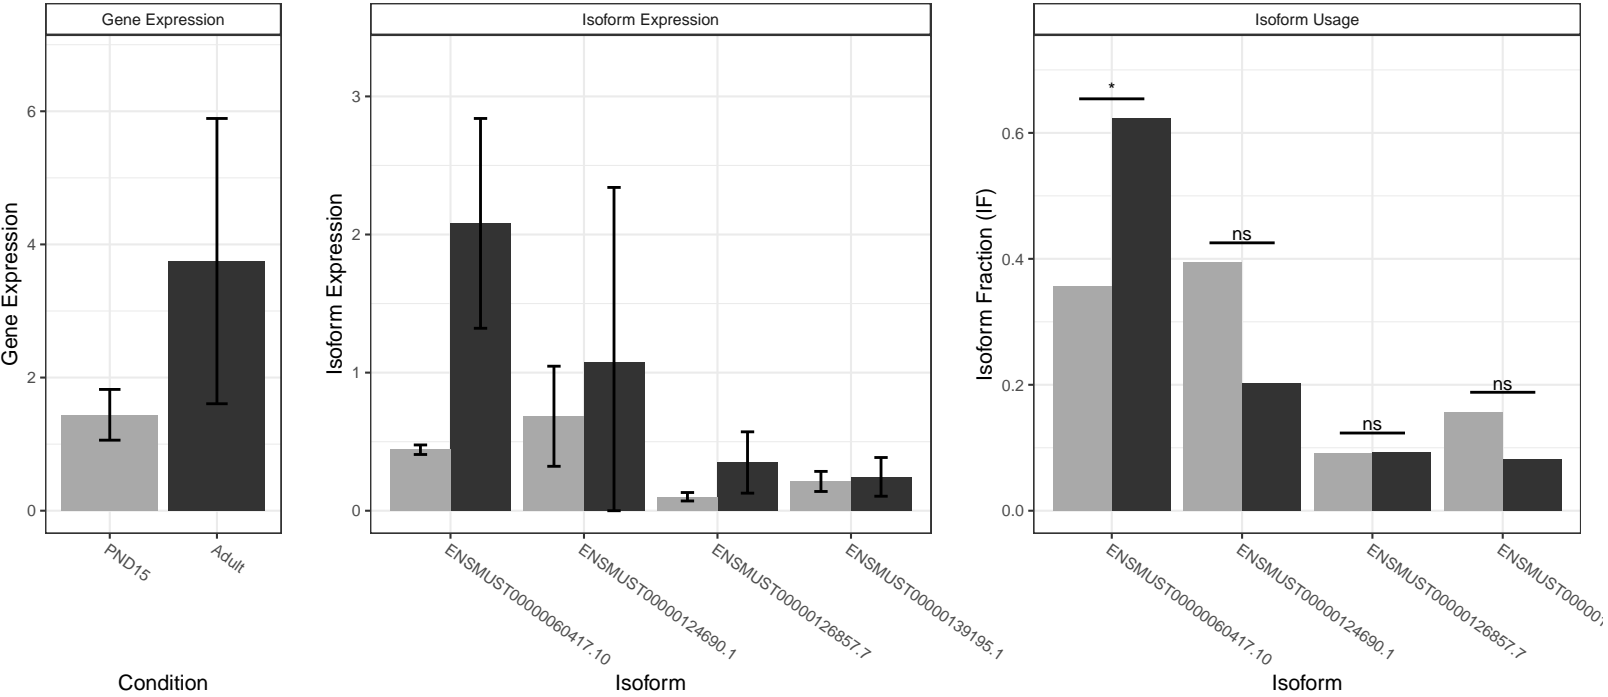 Gene Expression
Isoform Expression
Isoform Usage
Gene Expression
6
4
2
0
PND15
Adult
Condition
Isoform Expression
3
2
1
0
ENSMUST00000060417.10
ENSMUST00000124690.1
ENSMUST00000126857.7
ENSMUST00000139195.1
Isoform
Isoform Fraction (IF)
0.6
0.4
0.2
0.0
*
ns
ns
ns
ENSMUST00000060417.10
ENSMUST00000124690.1
ENSMUST00000126857.7
ENSMUST000001
Isoform